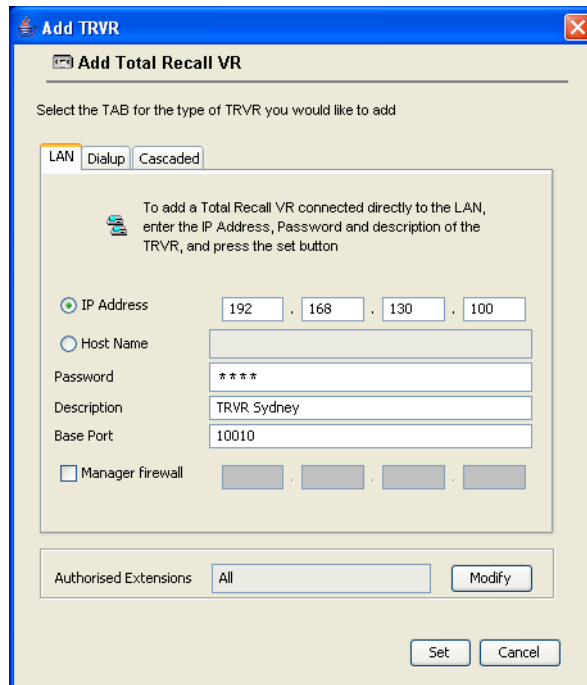 Add TRVR
Add Total Recall VR
Select the TAB for the type of TRVR you would like to add
LAN Dialup Cascaded
To add a Total Recall VR connected directly to the LAN,
enter the IP Address, Password and description of the
TRVR, and press the set button
IP Address 192 . 168 . 130 . 100
Host Name
Password ****
Description TRVR Sydney
Base Port 10010
Manager firewall . . .
Authorised Extensions All Modify
Set Cancel